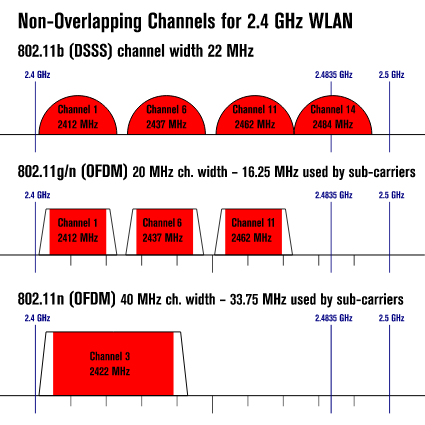 Non-Overlapping Channels for 2.4 GHz WLAN
802.11b (DSSS) channel width 22 MHz
2.4 GHz 2.4835 GHz 2.5 GHz
Channel 1 Channel 6 Channel 11 Channel 14
2412 MHz 2437 MHz 2462 MHz 2484 MHz
802.11g/n (OFDM) 20 MHz ch. width – 16.25 MHz used by sub-carriers
2.4 GHz 2.4835 GHz 2.5 GHz
Channel 1 Channel 6 Channel 11
2412 MHz 2437 MHz 2462 MHz
802.11n (OFDM) 40 MHz ch. width – 33.75 MHz used by sub-carriers
2.4 GHz 2.4835 GHz 2.5 GHz
Channel 3
2422 MHz